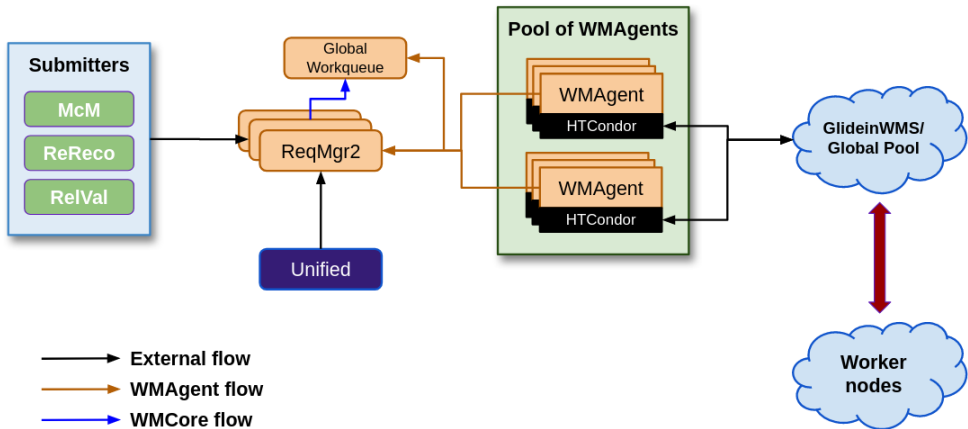 Submitters
McM
ReReco
RelVal
Global
Workqueue
ReqMgr2
Unified
Pool of WMAgents
WMAgent
HTCondor
WMAgent
HTCondor
GlideinWMS/
Global Pool
Worker
nodes
External flow
WMAgent flow
WMCore flow